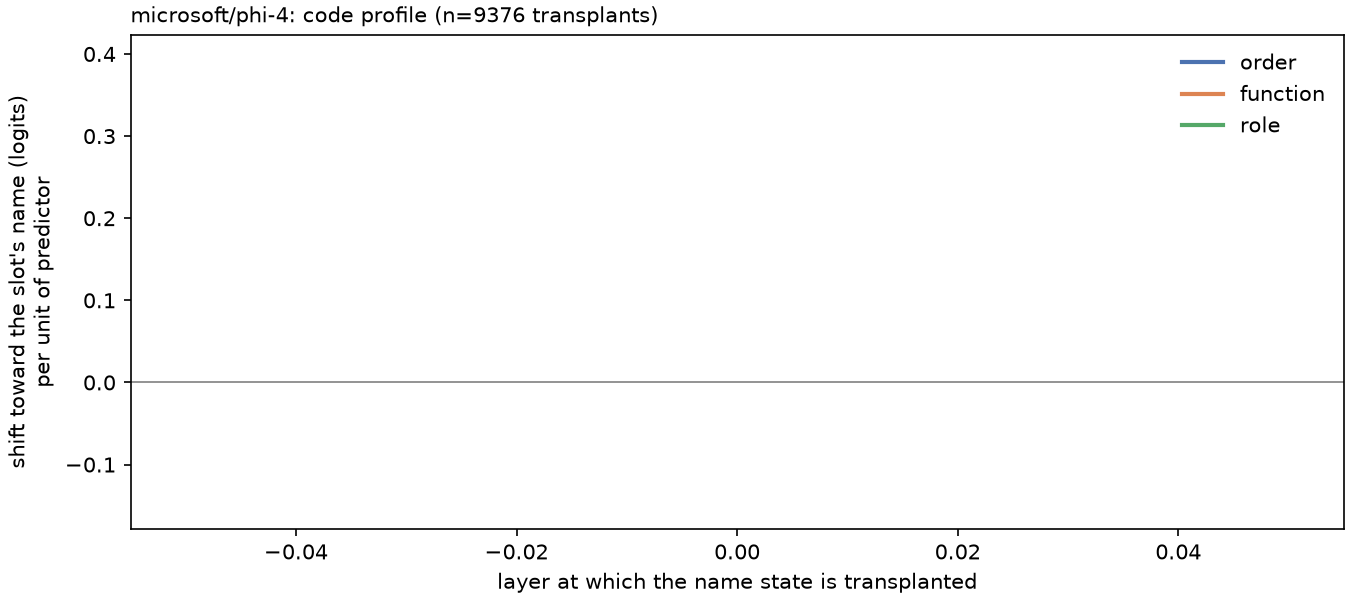 microsoft/phi-4: code profile (n=9376 transplants)
order
function
role
shift toward the slot's name (logits)
per unit of predictor
0.4
0.3
0.2
0.1
0.0
−0.1
−0.04
−0.02
0.00
0.02
0.04
layer at which the name state is transplanted